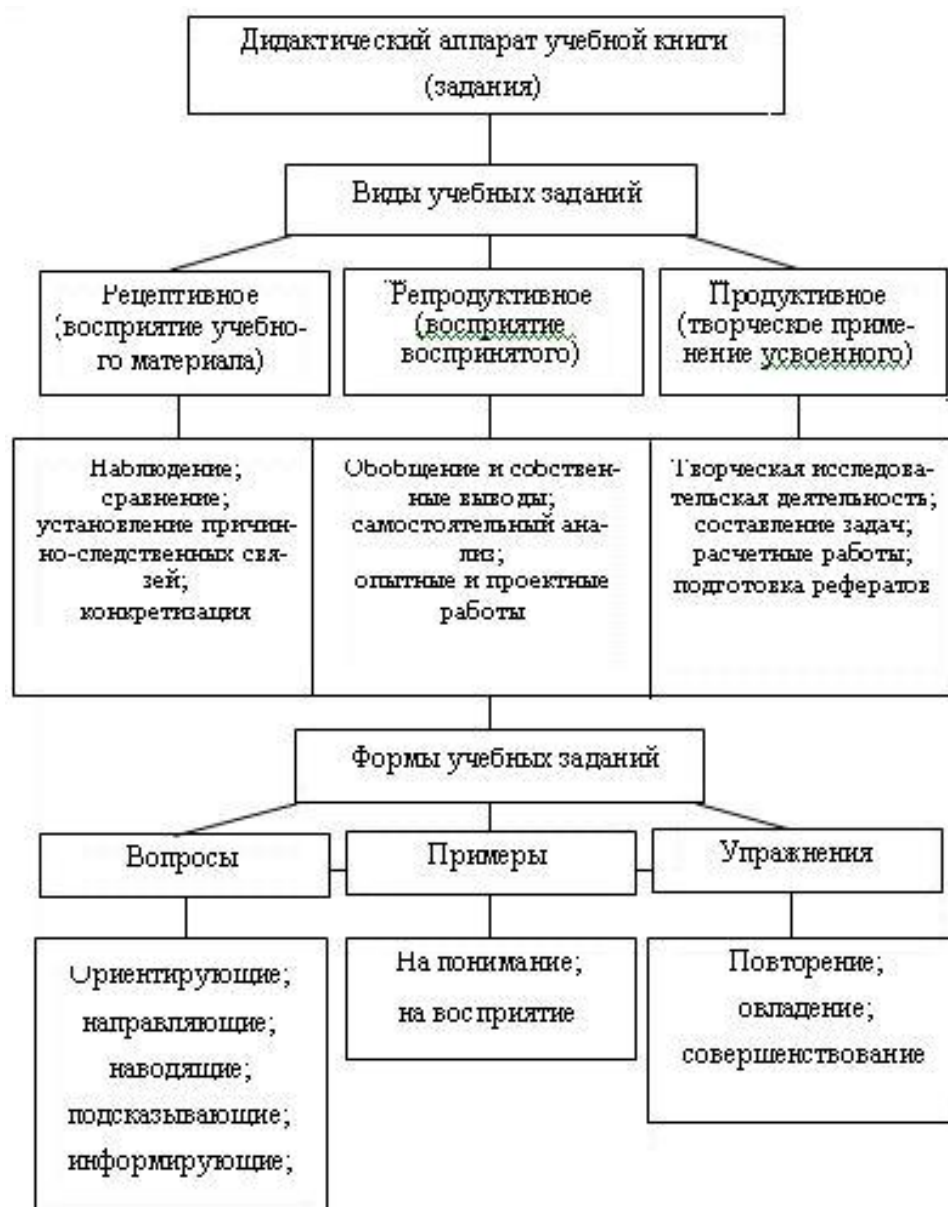 Дидактический аппарат учебной книги
(задания)
Виды учебных заданий
Рецептивное
(восприятие учебно-
го материала)
Репродуктивное
(восприятие
воспринятого)
Продуктивное
(творческое приме-
нение усвоенного)
Наблюдение;
сравнение;
установление причин-
но-следственных свя-
зей;
конкретизация
Обобщение и собствен-
ные выводы;
самостоятельный ана-
лиз;
опытные и проектные
работы
Творческая исследова-
тельская деятельность;
составление задач;
расчетные работы;
подготовка рефератов
Формы учебных заданий
Вопросы
Примеры
Упражнения
Ориентирующие;
направляющие;
наводящие;
подсказывающие;
информирующие;
На понимание;
на восприятие
Повторение;
овладение;
совершенствование